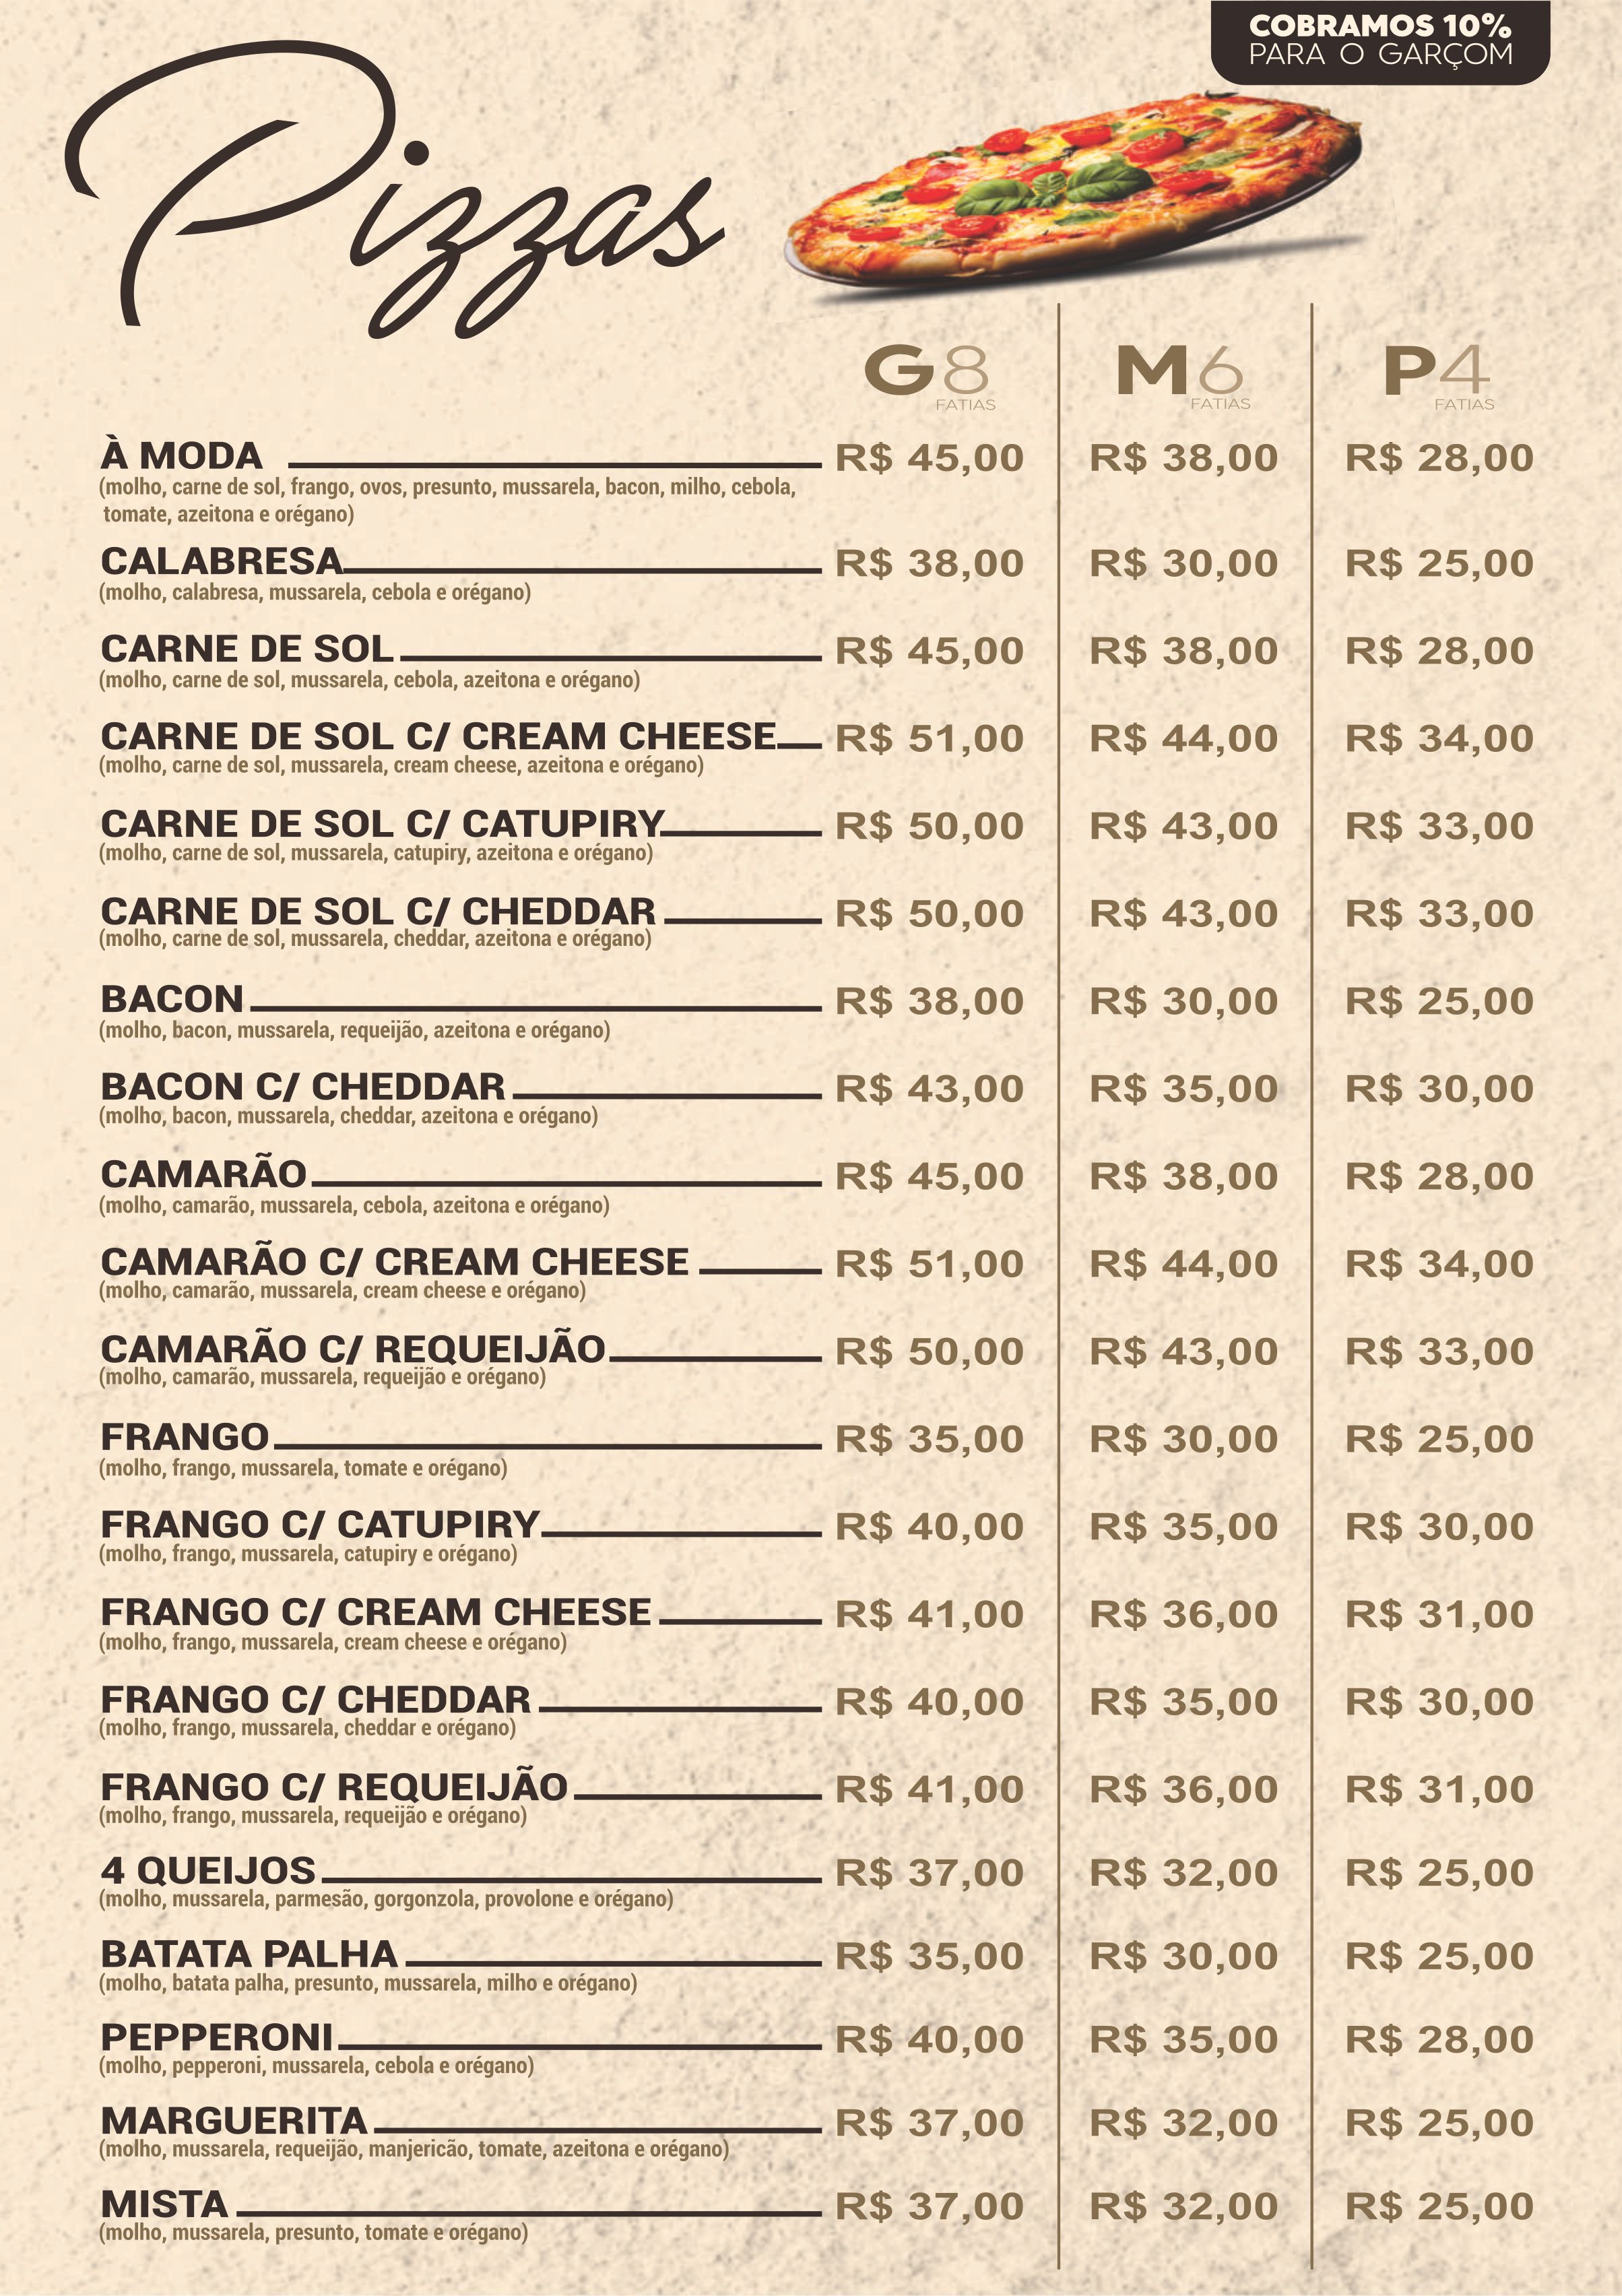 COBRAMOS 10%
PARA O GARÇOM
Pizzas
G8 M6 P4
FATIAS FATIAS FATIAS
À MODA R$ 45,00 R$ 38,00 R$ 28,00
(molho, carne de sol, frango, ovos, presunto, mussarela, bacon, milho, cebola,
tomate, azeitona e orégano)
CALABRESA R$ 38,00 R$ 30,00 R$ 25,00
(molho, calabresa, mussarela, cebola e orégano)
CARNE DE SOL R$ 45,00 R$ 38,00 R$ 28,00
(molho, carne de sol, mussarela, cebola, azeitona e orégano)
CARNE DE SOL C/ CREAM CHEESE R$ 51,00 R$ 44,00 R$ 34,00
(molho, carne de sol, mussarela, cream cheese, azeitona e orégano)
CARNE DE SOL C/ CATUPIRY R$ 50,00 R$ 43,00 R$ 33,00
(molho, carne de sol, mussarela, catupiry, azeitona e orégano)
CARNE DE SOL C/ CHEDDAR R$ 50,00 R$ 43,00 R$ 33,00
(molho, carne de sol, mussarela, cheddar, azeitona e orégano)
BACON R$ 38,00 R$ 30,00 R$ 25,00
(molho, bacon, mussarela, requeijão, azeitona e orégano)
BACON C/ CHEDDAR R$ 43,00 R$ 35,00 R$ 30,00
(molho, bacon, mussarela, cheddar, azeitona e orégano)
CAMARÃO R$ 45,00 R$ 38,00 R$ 28,00
(molho, camarão, mussarela, cebola, azeitona e orégano)
CAMARÃO C/ CREAM CHEESE R$ 51,00 R$ 44,00 R$ 34,00
(molho, camarão, mussarela, cream cheese e orégano)
CAMARÃO C/ REQUEIJÃO R$ 50,00 R$ 43,00 R$ 33,00
(molho, camarão, mussarela, requeijão e orégano)
FRANGO R$ 35,00 R$ 30,00 R$ 25,00
(molho, frango, mussarela, tomate e orégano)
FRANGO C/ CATUPIRY R$ 40,00 R$ 35,00 R$ 30,00
(molho, frango, mussarela, catupiry e orégano)
FRANGO C/ CREAM CHEESE R$ 41,00 R$ 36,00 R$ 31,00
(molho, frango, mussarela, cream cheese e orégano)
FRANGO C/ CHEDDAR R$ 40,00 R$ 35,00 R$ 30,00
(molho, frango, mussarela, cheddar e orégano)
FRANGO C/ REQUEIJÃO R$ 41,00 R$ 36,00 R$ 31,00
(molho, frango, mussarela, requeijão e orégano)
4 QUEIJOS R$ 37,00 R$ 32,00 R$ 25,00
(molho, mussarela, parmesão, gorgonzola, provolone e orégano)
BATATA PALHA R$ 35,00 R$ 30,00 R$ 25,00
(molho, batata palha, presunto, mussarela, milho e orégano)
PEPPERONI R$ 40,00 R$ 35,00 R$ 28,00
(molho, pepperoni, mussarela, cebola e orégano)
MARGUERITA R$ 37,00 R$ 32,00 R$ 25,00
(molho, mussarela, requeijão, manjericão, tomate, azeitona e orégano)
MISTA R$ 37,00 R$ 32,00 R$ 25,00
(molho, mussarela, presunto, tomate e orégano)